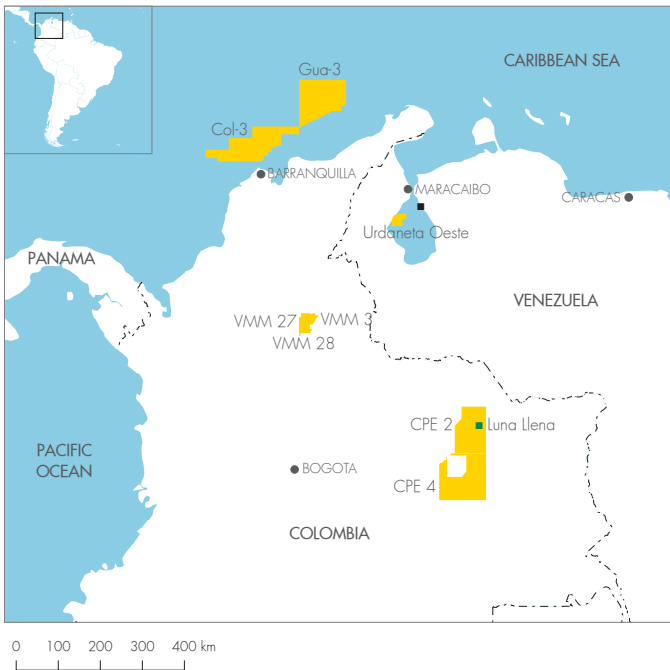 CARIBBEAN SEA
Gua-3
Col-3
BARRANQUILLA
MARACAIBO
CARACAS
Urdaneta Oeste
PANAMA
VENEZUELA
VMM 27
VMM 3
VMM 28
CPE 2
Luna Llena
PACIFIC
OCEAN
BOGOTA
CPE 4
COLOMBIA
0 100 200 300 400 km